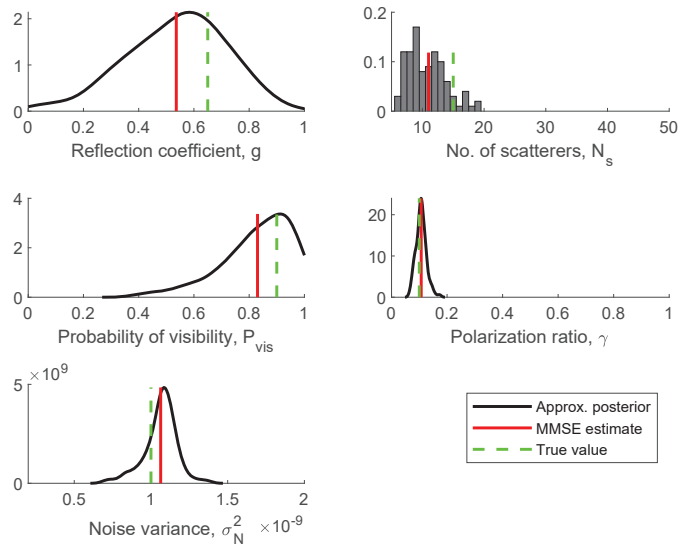 2
1
0
0 0.2 0.4 0.6 0.8 1
Reflection coefficient, g
0.2
0.1
0
10 20 30 40 50
No. of scatterers, N_s
4
2
0
0 0.2 0.4 0.6 0.8 1
Probability of visibility, P_vis
20
10
0
0 0.2 0.4 0.6 0.8 1
Polarization ratio, γ
×10^9
5
0
0.5 1 1.5 2
Noise variance, σ_N^2 ×10^-9
Approx. posterior
MMSE estimate
True value